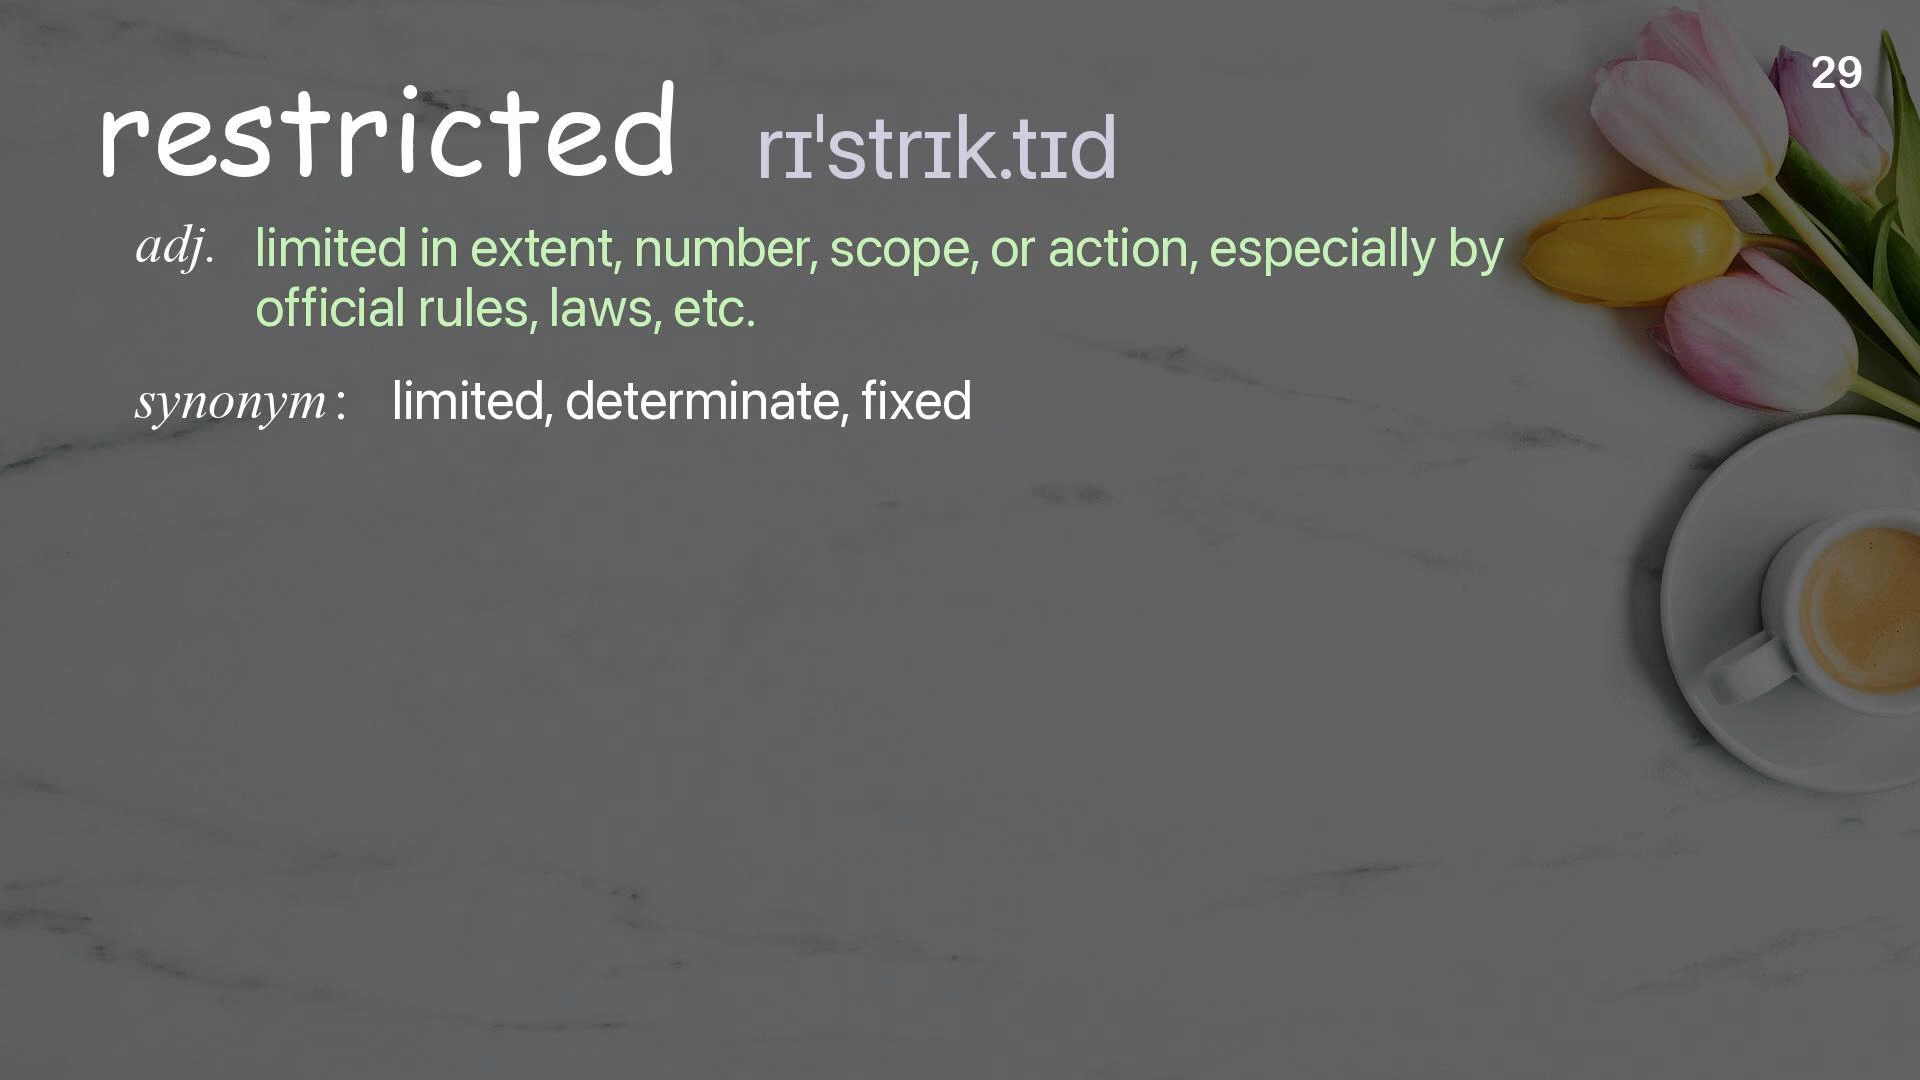 29
restricted rɪˈstrɪk.tɪd
adj. limited in extent, number, scope, or action, especially by
official rules, laws, etc.
synonym: limited, determinate, fixed